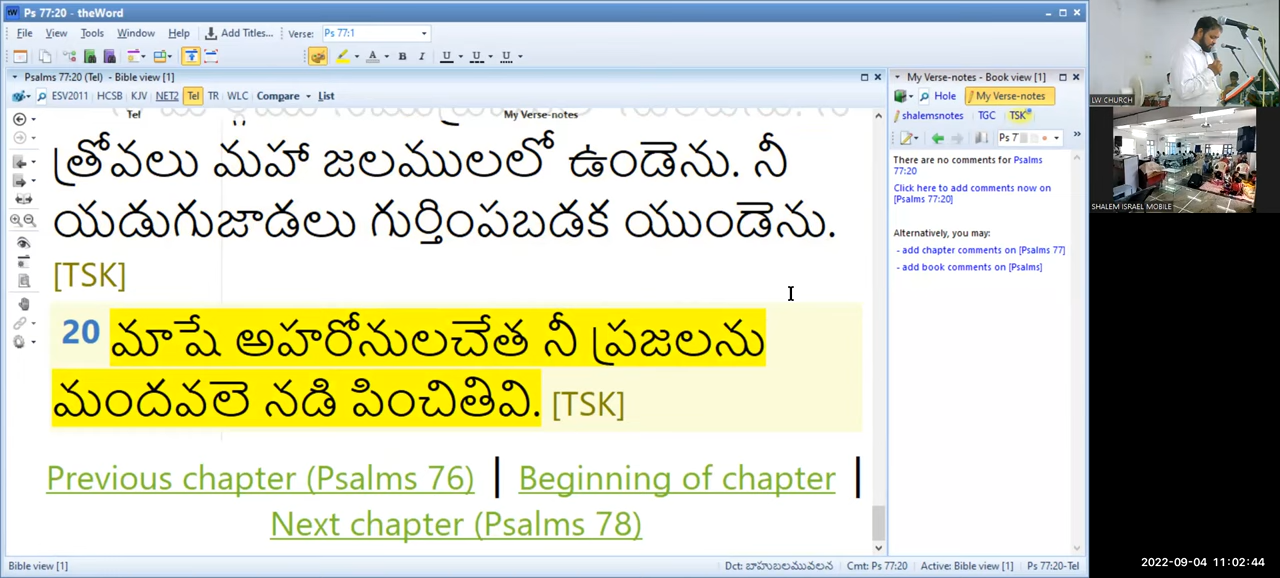 Ps 77:20 - theWord
File View Tools Window Help Add Titles... Verse: Ps 77:1
Psalms 77:20 (Tel) - Bible view [1]
ESV2011 HCSB KJV NET2 Tel TR WLC Compare List
Tel My Verse-notes
త్రోవలు మహా జలములలో ఉండెను. నీ
యడుగుజాడలు గుర్తింపబడక యుండెను.
[TSK]
20 మాషే అహరోనులచేత నీ ప్రజలను
మందవలె నడి పించితివి. [TSK]
Previous chapter (Psalms 76) | Beginning of chapter |
Next chapter (Psalms 78)
My Verse-notes - Book view [1]
Hole My Verse-notes
shalemsnotes TGC TSK
Ps 7
There are no comments for Psalms
77:20
Click here to add comments now on
[Psalms 77:20]
Alternatively, you may:
- add chapter comments on [Psalms 77]
- add book comments on [Psalms]
Bible view [1] Dct: బాహుబలమువలన Cmt: Ps 77:20 Active: Bible view [1] Ps 77:20-Tel
LW CHURCH
SHALEM ISRAEL MOBILE
2022-09-04 11:02:44